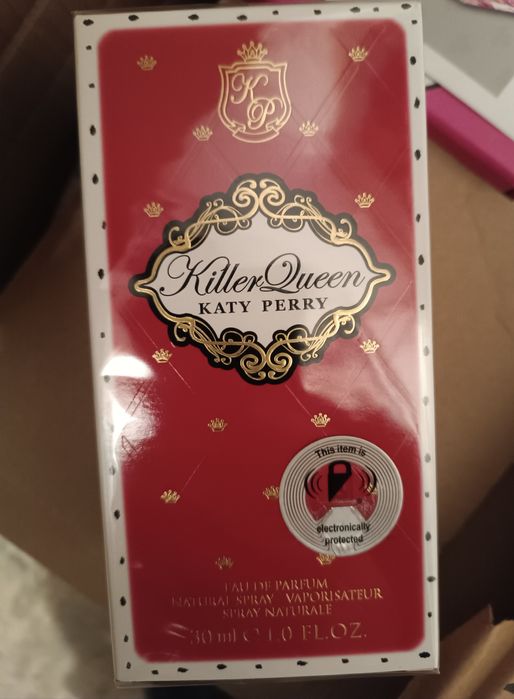 KP
Killer Queen
KATY PERRY
This item is
electronically
protected
EAU DE PARFUM
NATURAL SPRAY - VAPORISATEUR
SPRAY NATURALE
30 ml ℮ 1.0 FL.OZ.